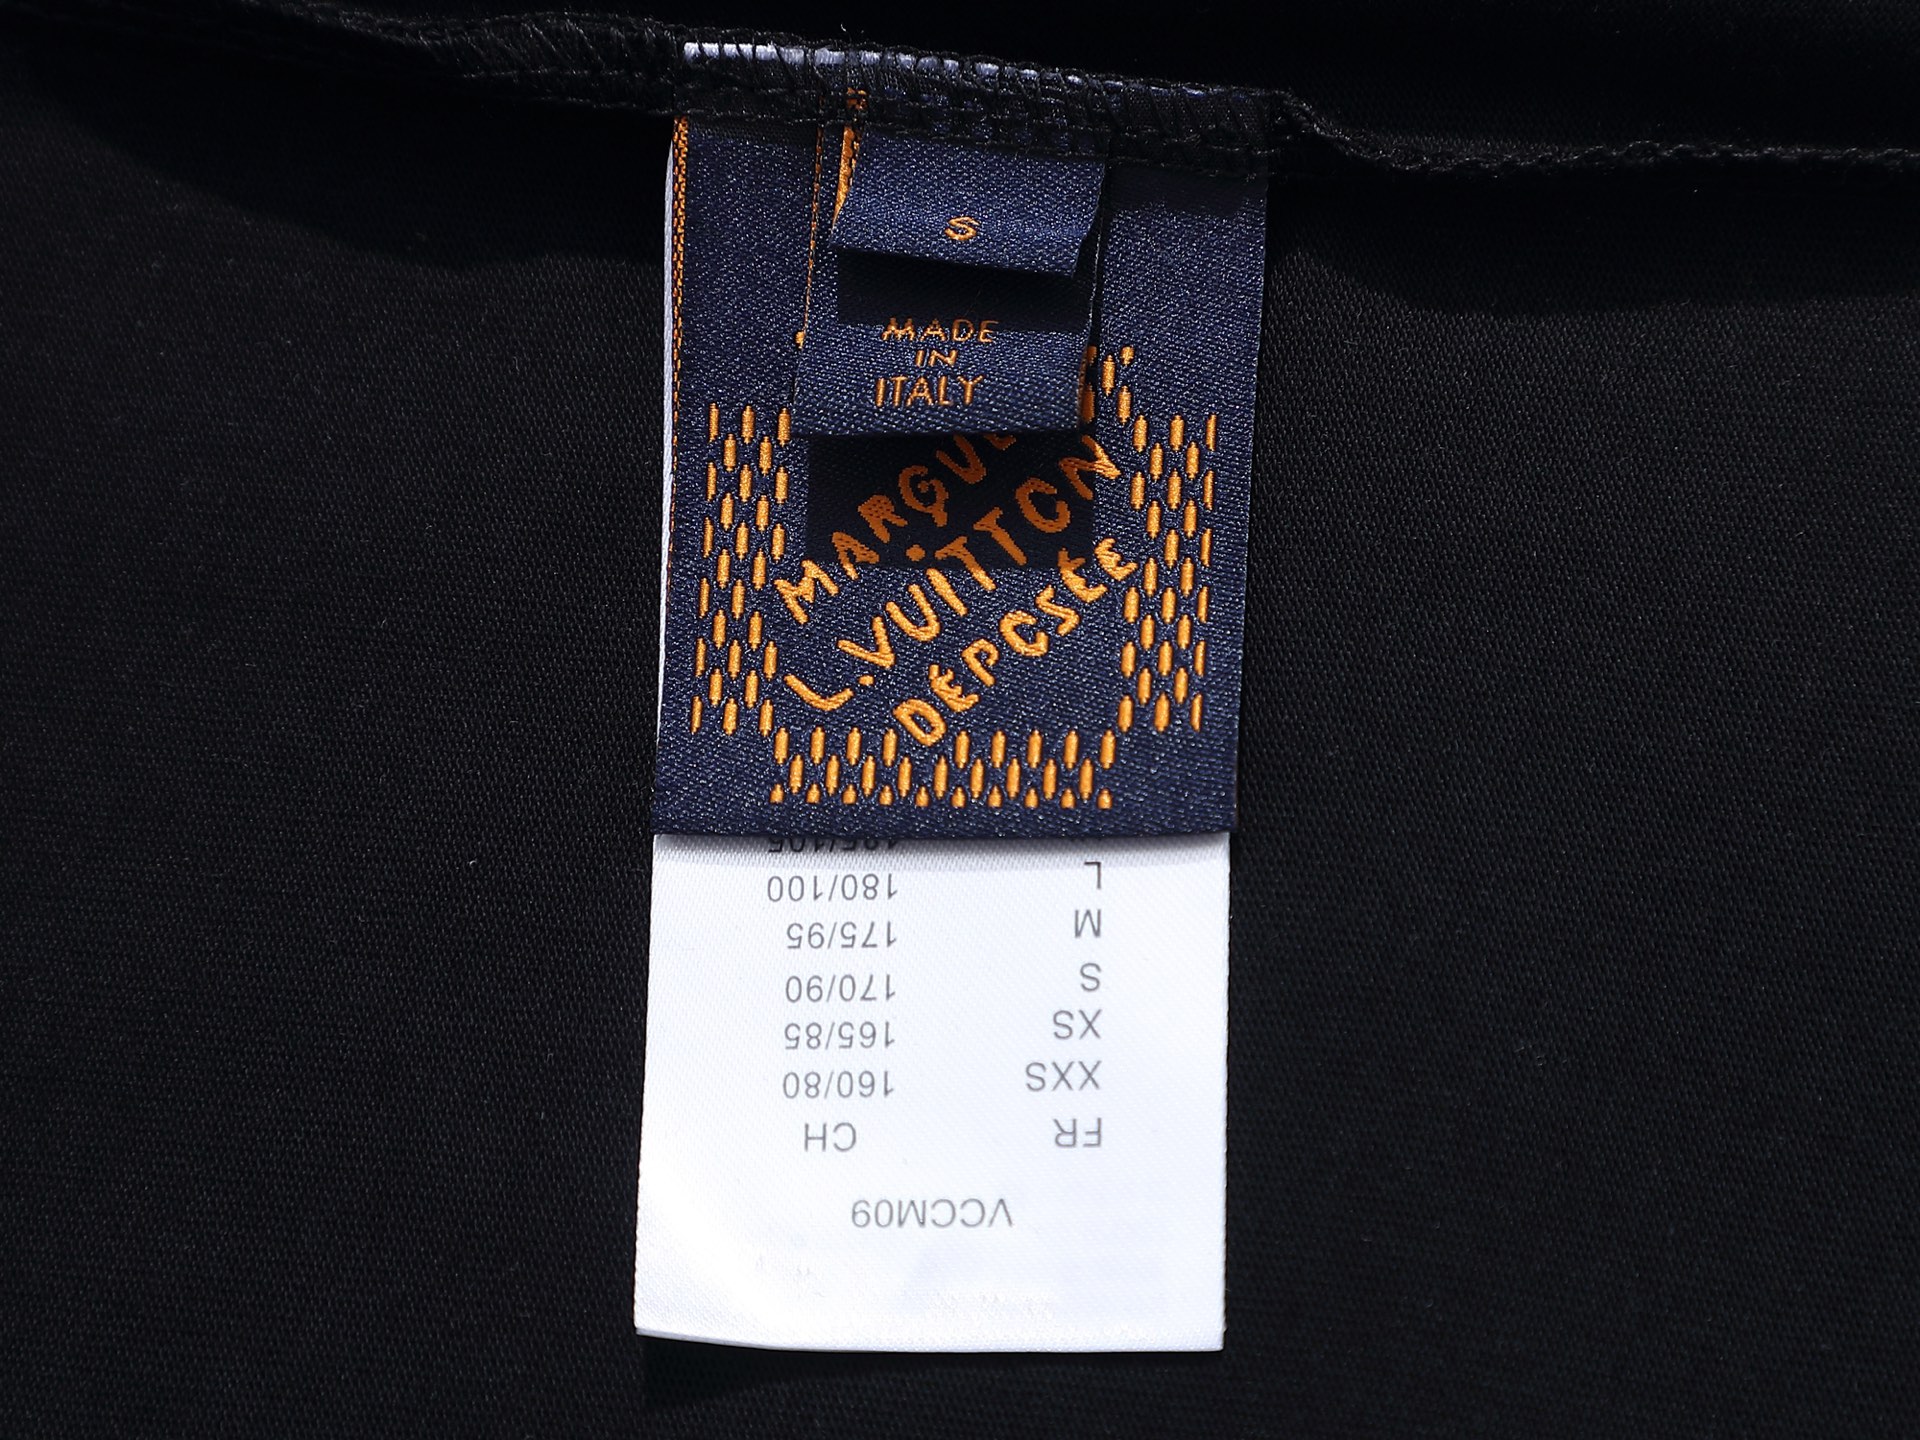 S
MADE
IN
ITALY
MARQUE
L.VUITTON
DÉPOSÉE
VCCM09
FR CH
XXS 160/80
XS 165/85
S 170/90
M 175/95
L 180/100